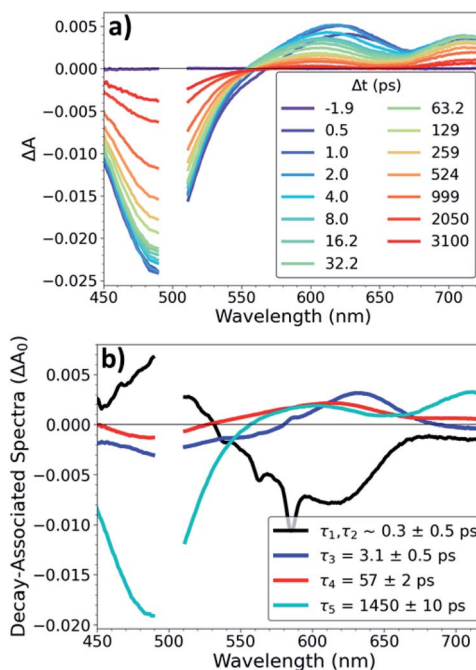 a)
0.005
0.000
-0.005
-0.010
-0.015
-0.020
-0.025
ΔA
Δt (ps)
-1.9 63.2
0.5 129
1.0 259
2.0 524
4.0 999
8.0 2050
16.2 3100
32.2
450 500 550 600 650 700
Wavelength (nm)
b)
0.005
0.000
−0.005
−0.010
−0.015
−0.020
Decay-Associated Spectra (ΔA₀)
τ₁,τ₂ ~ 0.3 ± 0.5 ps
τ₃ = 3.1 ± 0.5 ps
τ₄ = 57 ± 2 ps
τ₅ = 1450 ± 10 ps
450 500 550 600 650 700
Wavelength (nm)